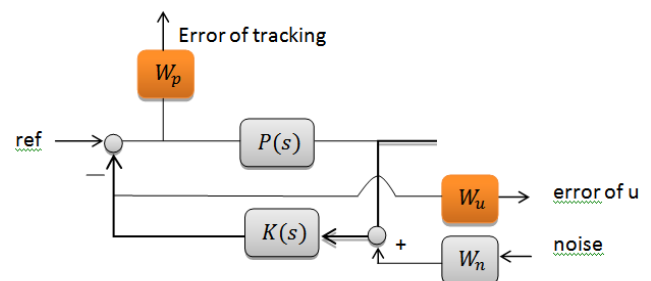 Error of tracking
W_p
ref
P(s)
—
W_u
error of u
K(s)
+
W_n
noise